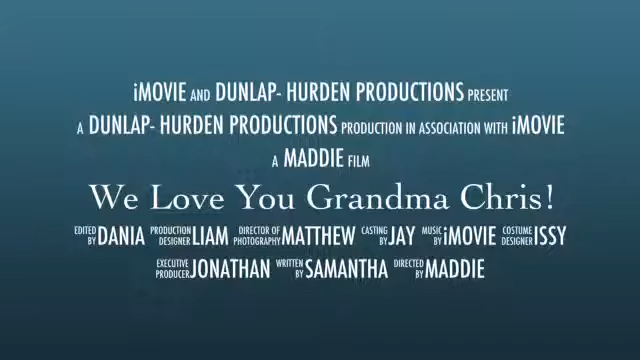 iMOVIE AND DUNLAP- HURDEN PRODUCTIONS PRESENT
A DUNLAP- HURDEN PRODUCTIONS PRODUCTION IN ASSOCIATION WITH iMOVIE
A MADDIE FILM
We Love You Grandma Chris!
EDITED BY DANIA PRODUCTION DESIGNER LIAM DIRECTOR OF PHOTOGRAPHY MATTHEW CASTING BY JAY MUSIC BY iMOVIE COSTUME DESIGNER ISSY
EXECUTIVE PRODUCER JONATHAN WRITTEN BY SAMANTHA DIRECTED BY MADDIE